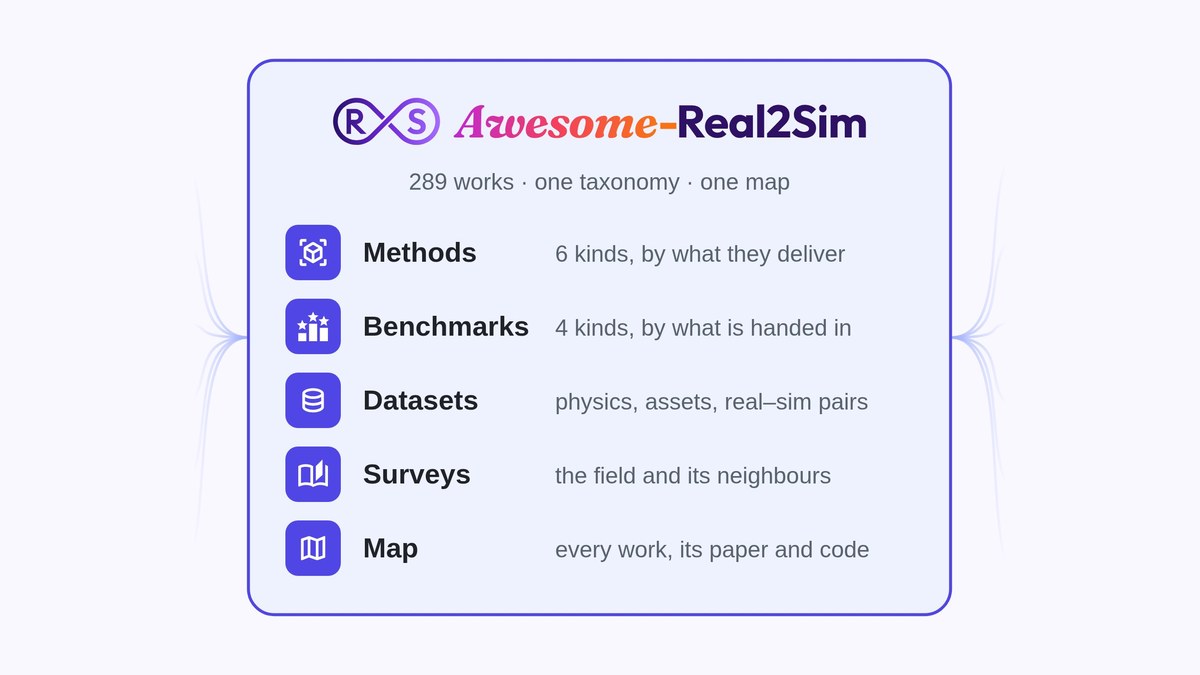 RS Awesome-Real2Sim
289 works · one taxonomy · one map
Methods 6 kinds, by what they deliver
Benchmarks 4 kinds, by what is handed in
Datasets physics, assets, real–sim pairs
Surveys the field and its neighbours
Map every work, its paper and code